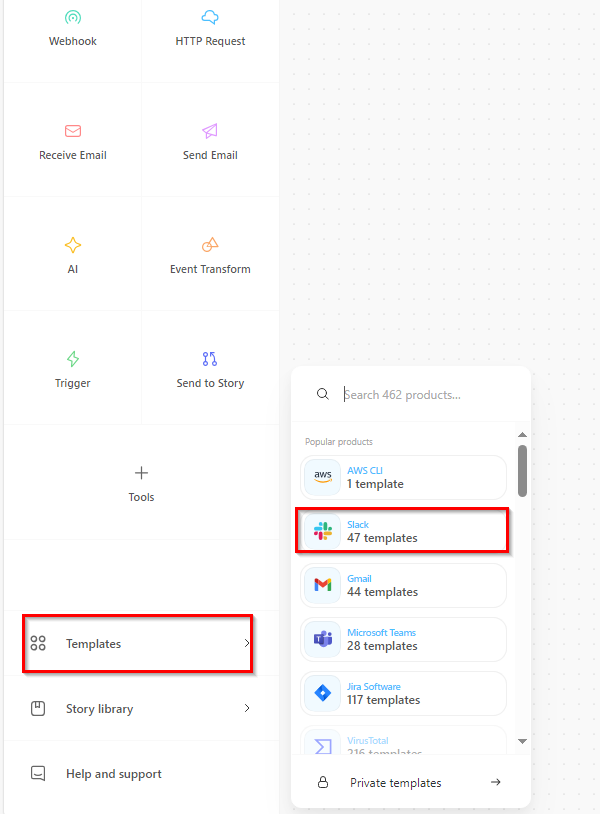 Webhook
HTTP Request
Receive Email
Send Email
AI
Event Transform
Trigger
Send to Story
Tools
Templates
Story library
Help and support
Search 462 products...
Popular products
aws
AWS CLI
1 template
Slack
47 templates
Gmail
44 templates
Microsoft Teams
28 templates
Jira Software
117 templates
VirusTotal
216 templates
Private templates